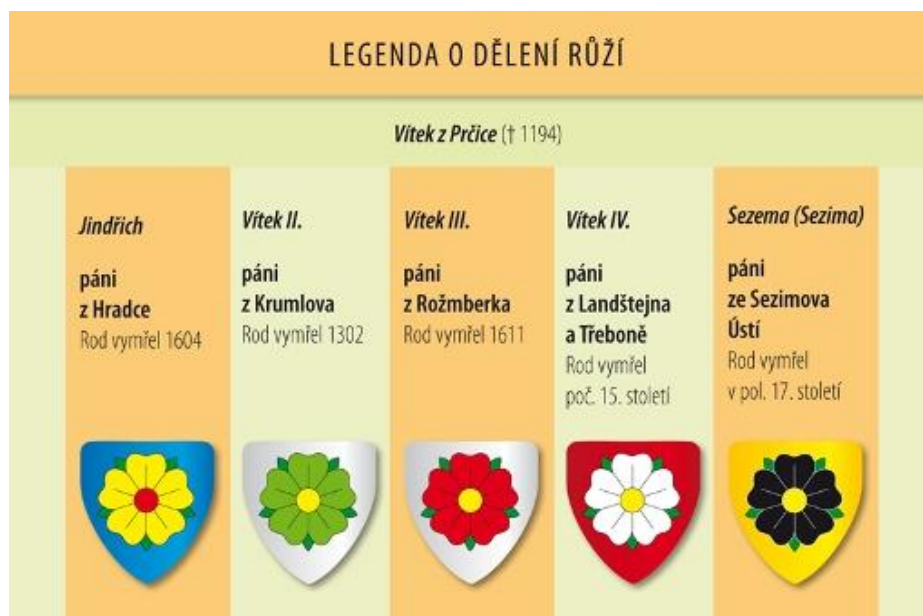 LEGENDA O DĚLENÍ RŮŽÍ
Vítek z Prčice († 1194)
Jindřich
páni
z Hradce
Rod vymřel 1604
Vítek II.
páni
z Krumlova
Rod vymřel 1302
Vítek III.
páni
z Rožmberka
Rod vymřel 1611
Vítek IV.
páni
z Landštejna
a Třeboně
Rod vymřel
poč. 15. století
Sezema (Sezima)
páni
ze Sezimova
Ústí
Rod vymřel
v pol. 17. století